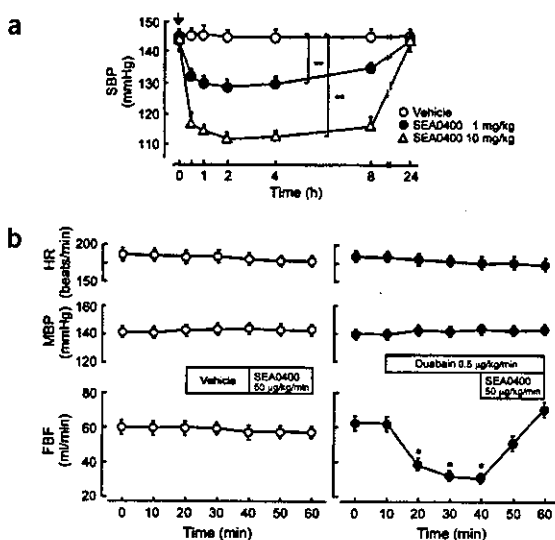 a
150
140
130
120
110
SBP
(mmHg)
**
**
Vehicle
SEA0400 1 mg/kg
SEA0400 10 mg/kg
0 1 2 4 8 24
Time (h)
b
HR
(beats/min)
200
150
MBP
(mmHg)
180
140
100
Vehicle
SEA0400
50 µg/kg/min
Ouabain 0.5 µg/kg/min
SEA0400
50 µg/kg/min
FBF
(ml/min)
80
60
40
20
* * *
0 10 20 30 40 50 60
0 10 20 30 40 50 60
Time (min)
Time (min)